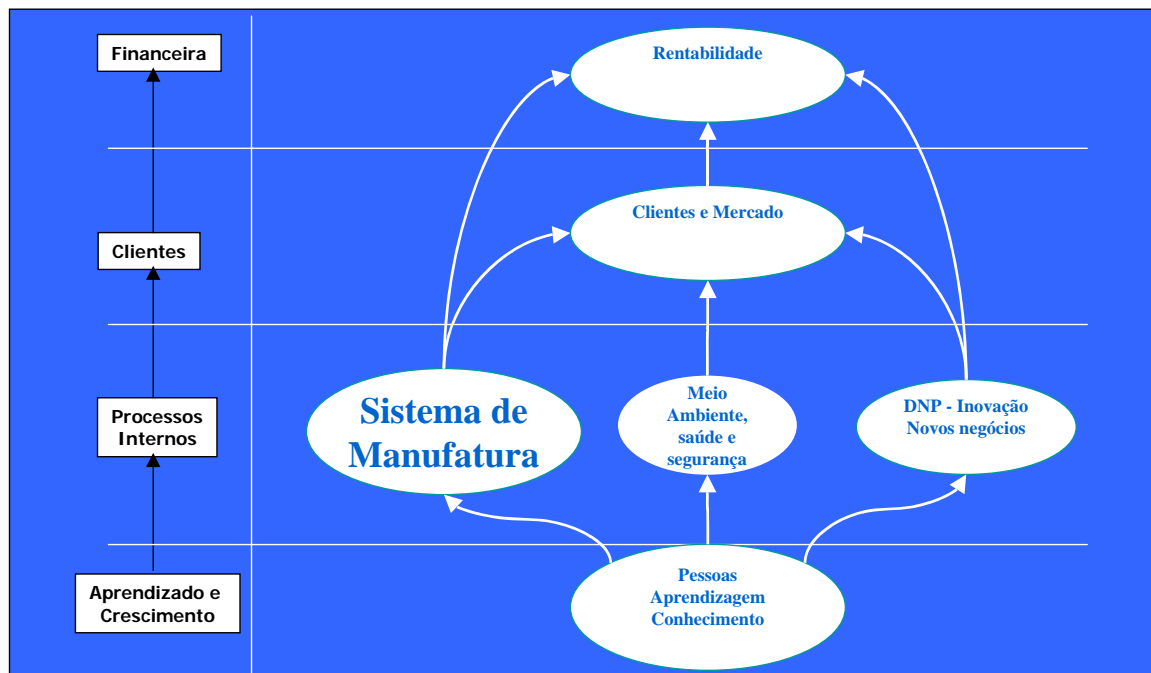 Financeira
Rentabilidade
Clientes
Clientes e Mercado
Processos
Internos
Sistema de
Manufatura
Meio
Ambiente,
saúde e
segurança
DNP - Inovação
Novos negócios
Aprendizado e
Crescimento
Pessoas
Aprendizagem
Conhecimento